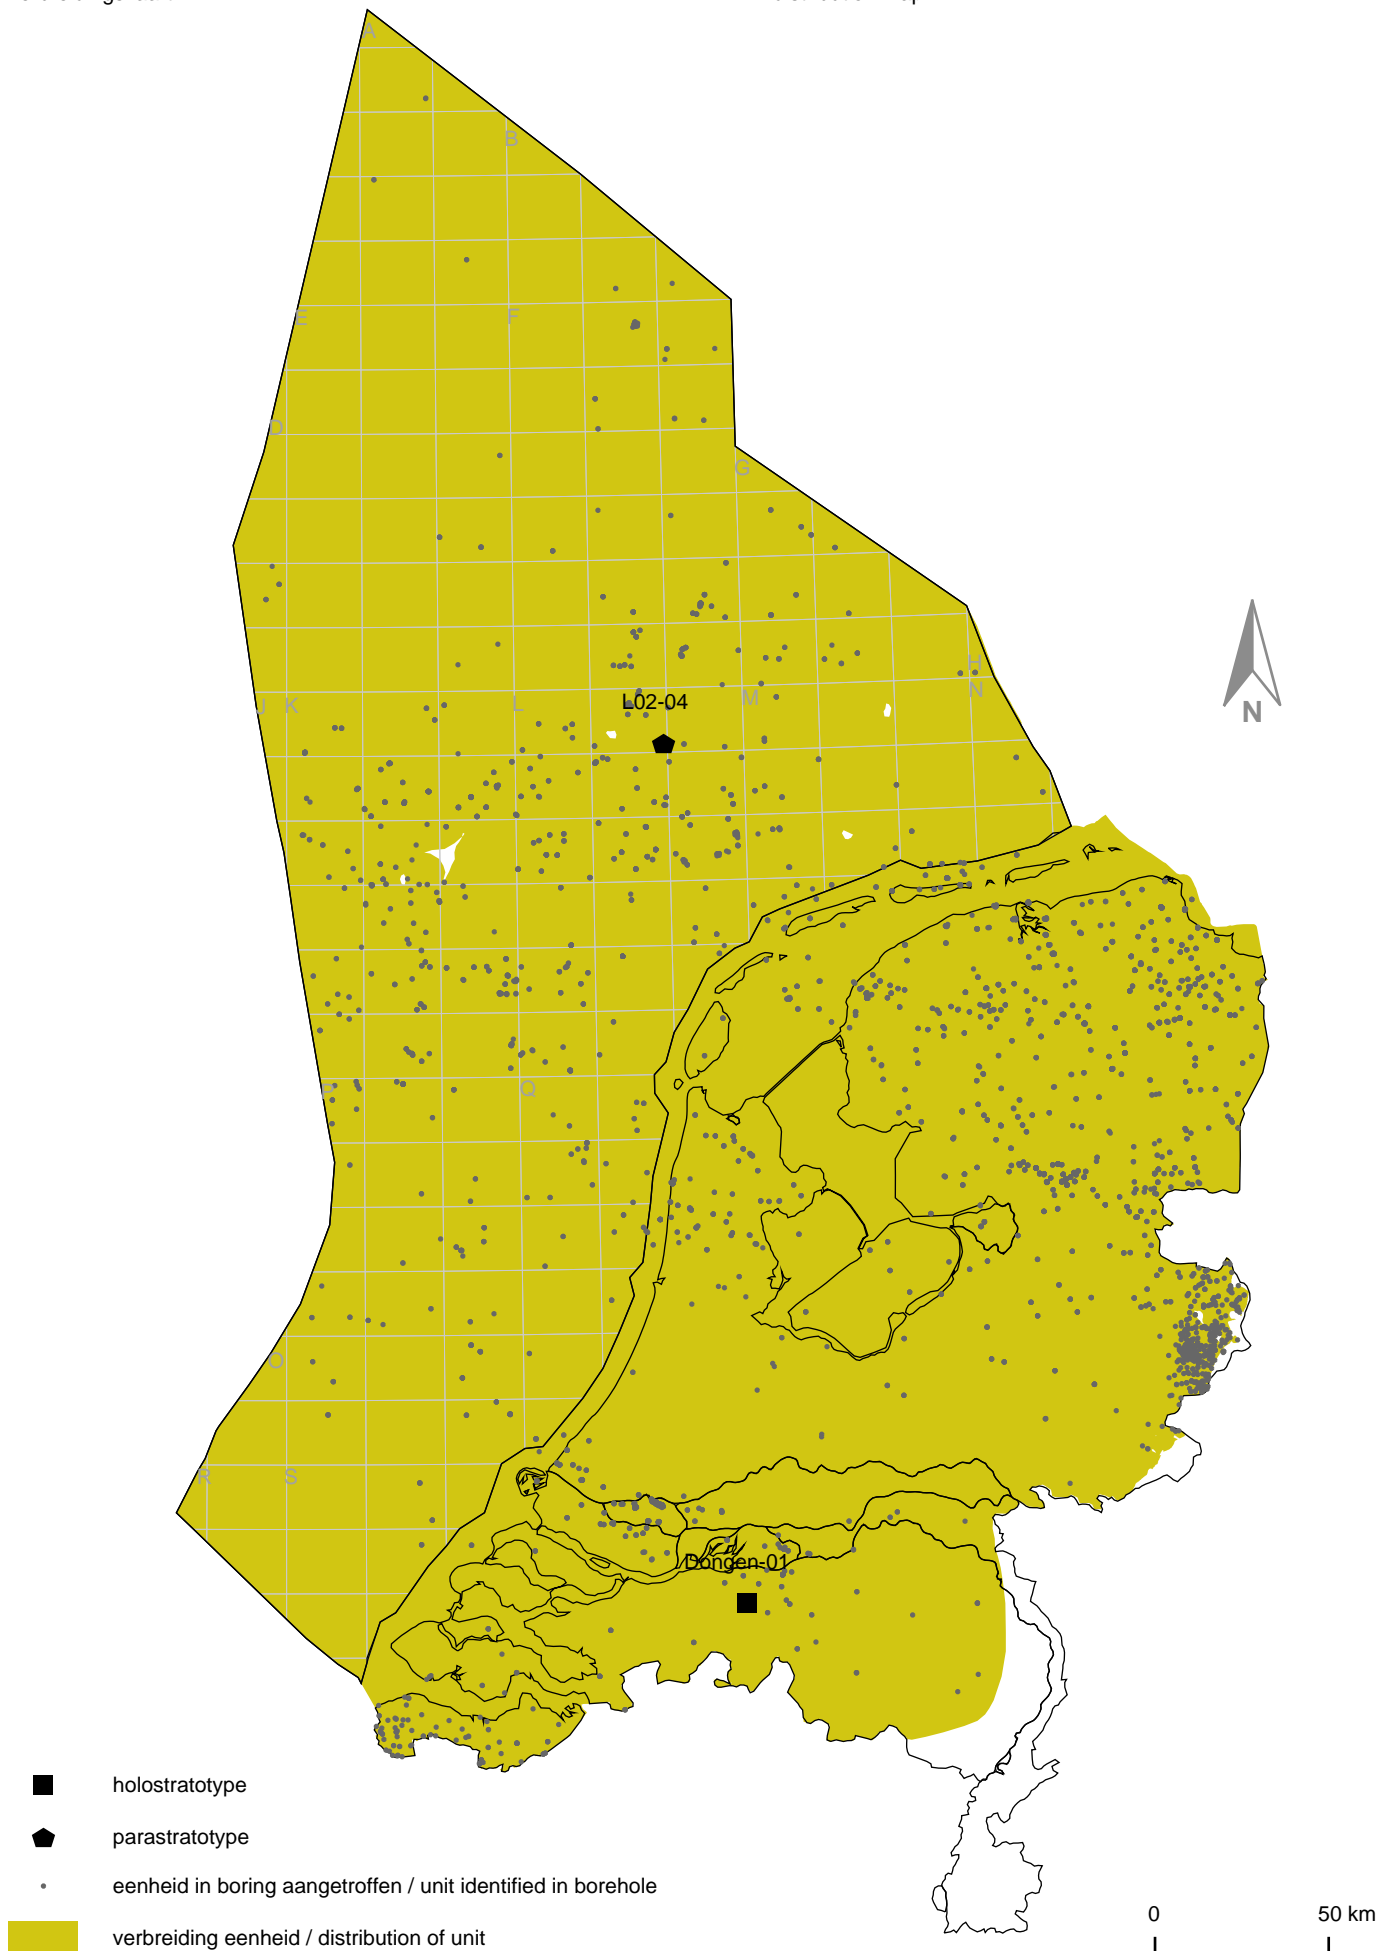 A
B
E
F
D
G
H
N
J
K
L
M
L02-04
N
P
Q
O
R
S
Dongen-01
holostratotype
parastratotype
eenheid in boring aangetroffen / unit identified in borehole
verbreiding eenheid / distribution of unit
0 50 km